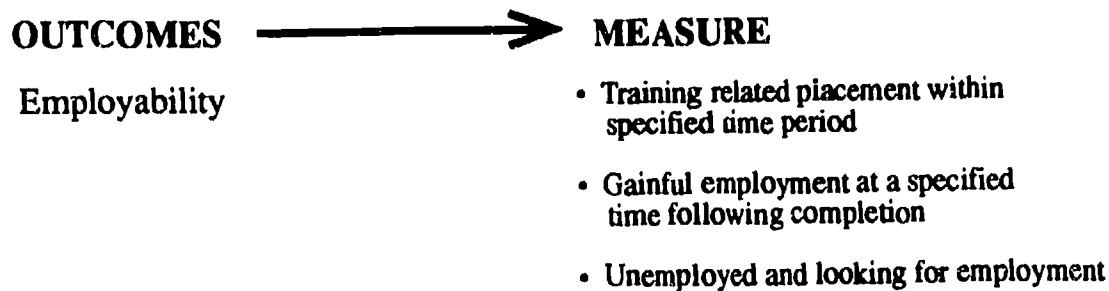 OUTCOMES MEASURE
Employability
• Training related placement within
specified time period
• Gainful employment at a specified
time following completion
• Unemployed and looking for employment